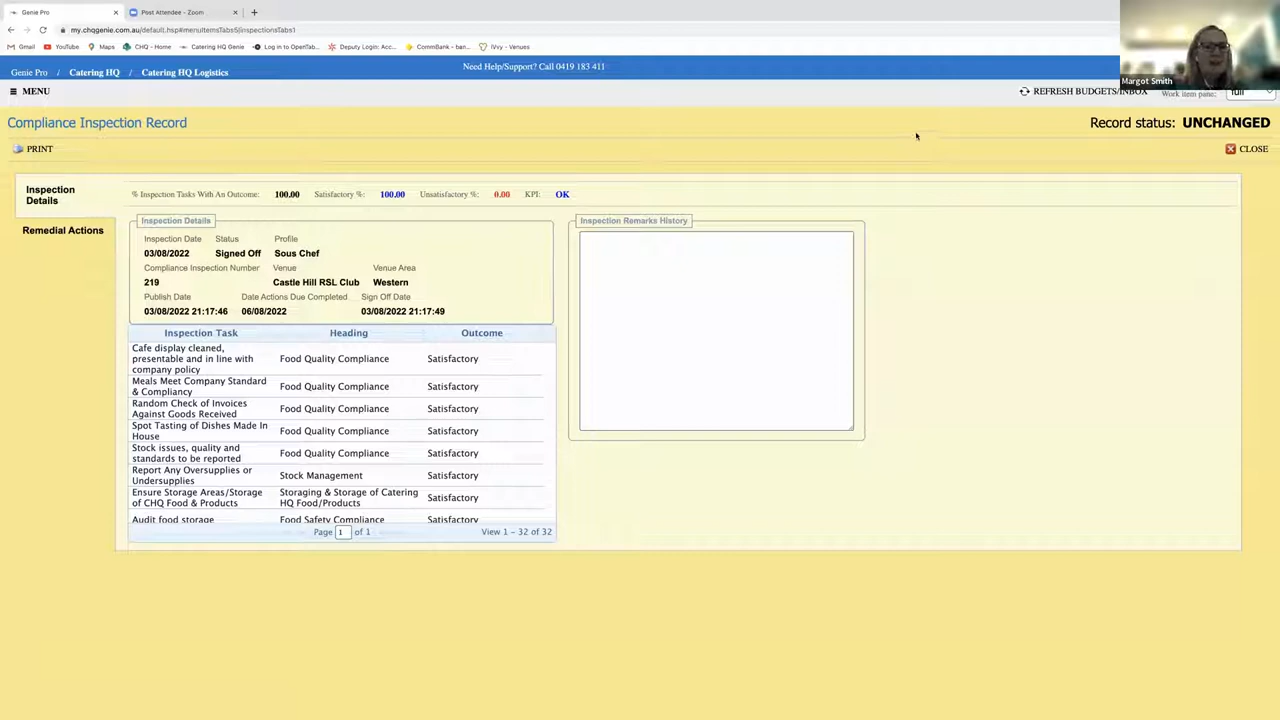 Genie Pro
Post Attendee - Zoom
my.chqgenie.com.au/default.hsp#menuItemsTabs5|inspectionsTabs1
Gmail YouTube Maps CHQ - Home Catering HQ Genie Log in to OpenTab... Deputy Login: Acc... CommBank - ban... iVvy - Venues
Genie Pro / Catering HQ / Catering HQ Logistics
Need Help/Support? Call 0419 183 411
Margot Smith
MENU
REFRESH BUDGETS/INBOX
Work item pane: full
Compliance Inspection Record
Record status: UNCHANGED
PRINT
CLOSE
Inspection Details
Remedial Actions
% Inspection Tasks With An Outcome: 100.00 Satisfactory %: 100.00 Unsatisfactory %: 0.00 KPI: OK
Inspection Details
Inspection Date Status Profile
03/08/2022 Signed Off Sous Chef
Compliance Inspection Number Venue Venue Area
219 Castle Hill RSL Club Western
Publish Date Date Actions Due Completed Sign Off Date
03/08/2022 21:17:46 06/08/2022 03/08/2022 21:17:49
Inspection Remarks History
Inspection Task Heading Outcome
Cafe display cleaned,
presentable and in line with Food Quality Compliance Satisfactory
company policy
Meals Meet Company Standard
& Compliancy Food Quality Compliance Satisfactory
Random Check of Invoices
Against Goods Received Food Quality Compliance Satisfactory
Spot Tasting of Dishes Made In
House Food Quality Compliance Satisfactory
Stock issues, quality and
standards to be reported Food Quality Compliance Satisfactory
Report Any Oversupplies or
Undersupplies Stock Management Satisfactory
Ensure Storage Areas/Storage Storaging & Storage of Catering
of CHQ Food & Products HQ Food/Products Satisfactory
Audit food storage Food Safety Compliance Satisfactory
Page 1 of 1 View 1 - 32 of 32